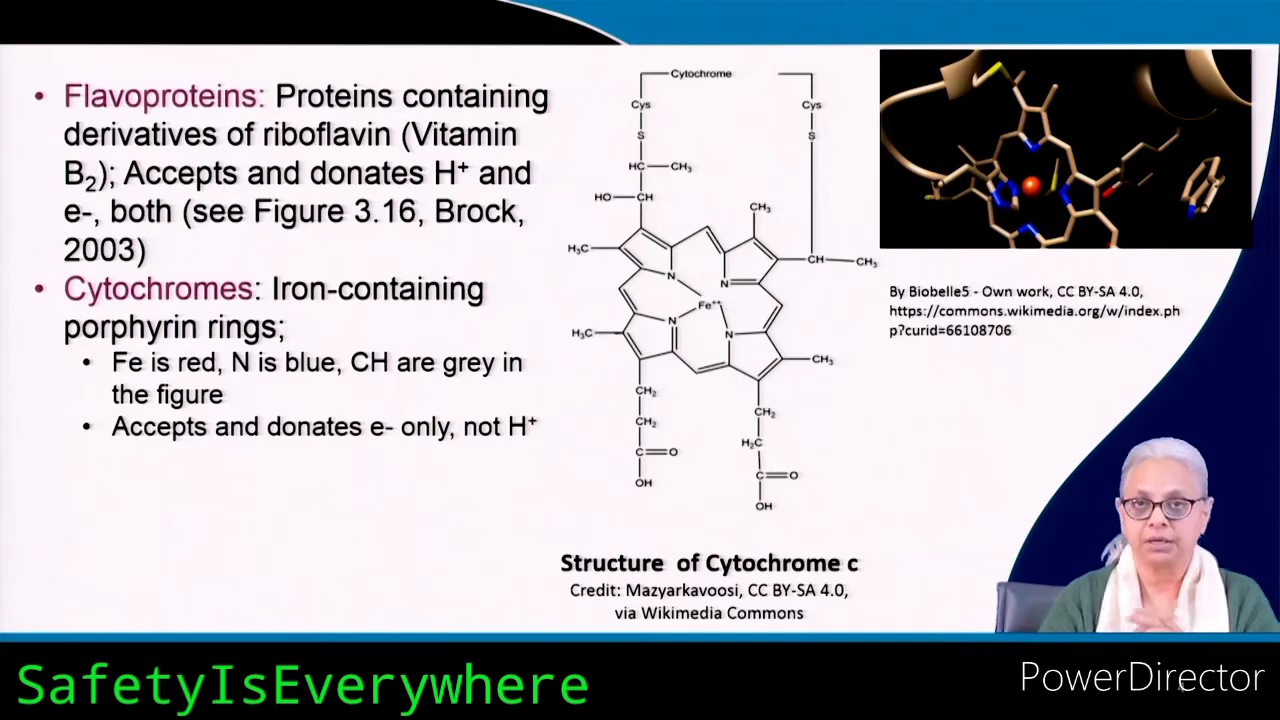 • Flavoproteins: Proteins containing
derivatives of riboflavin (Vitamin
B₂); Accepts and donates H⁺ and
e-, both (see Figure 3.16, Brock,
2003)
• Cytochromes: Iron-containing
porphyrin rings;
• Fe is red, N is blue, CH are grey in
the figure
• Accepts and donates e- only, not H⁺
Cytochrome
Cys Cys
S S
HC CH₃
HO CH
CH₃
H₃C
CH CH₃
N N
Fe⁺⁺
N N
H₃C
CH₃
CH₂
CH₂
CH₂
H₂C
C O
C O
OH
OH
Structure of Cytochrome c
Credit: Mazyarkavoosi, CC BY-SA 4.0,
via Wikimedia Commons
By Biobelle5 - Own work, CC BY-SA 4.0,
https://commons.wikimedia.org/w/index.ph
p?curid=66108706
SafetyIsEverywhere
PowerDirector